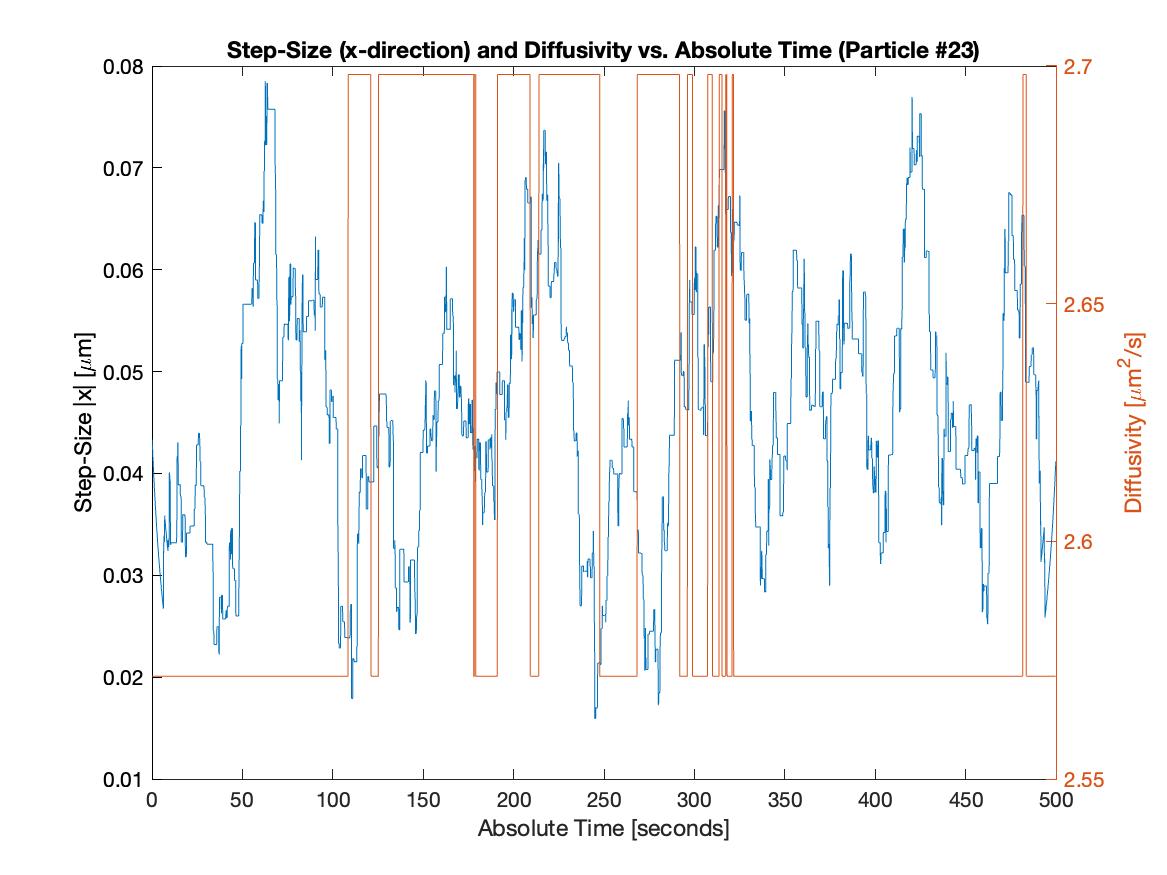 Step-Size (x-direction) and Diffusivity vs. Absolute Time (Particle #23)
0.08
0.07
0.06
0.05
0.04
0.03
0.02
0.01
Step-Size |x| [μm]
2.7
2.65
2.6
2.55
Diffusivity [μm²/s]
0 50 100 150 200 250 300 350 400 450 500
Absolute Time [seconds]